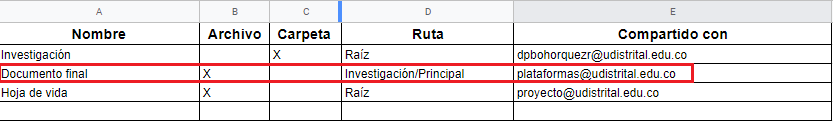 A B C D E
Nombre Archivo Carpeta Ruta Compartido con
Investigación X Raíz dpbohorquezr@udistrital.edu.co
Documento final X Investigación/Principal plataformas@udistrital.edu.co
Hoja de vida X Raíz proyecto@udistrital.edu.co